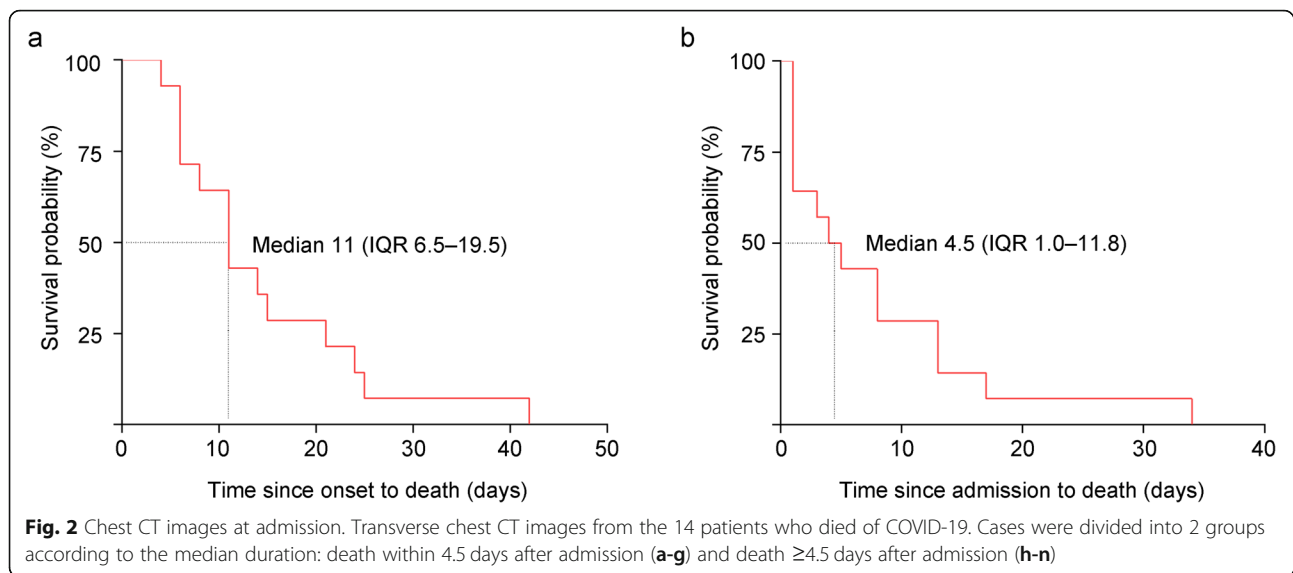 a
100
75
50
25
0 10 20 30 40 50
Survival probability (%)
Median 11 (IQR 6.5–19.5)
Time since onset to death (days)
b
100
75
50
25
0 10 20 30 40
Survival probability (%)
Median 4.5 (IQR 1.0–11.8)
Time since admission to death (days)
Fig. 2 Chest CT images at admission. Transverse chest CT images from the 14 patients who died of COVID-19. Cases were divided into 2 groups
according to the median duration: death within 4.5 days after admission (a-g) and death ≥4.5 days after admission (h-n)